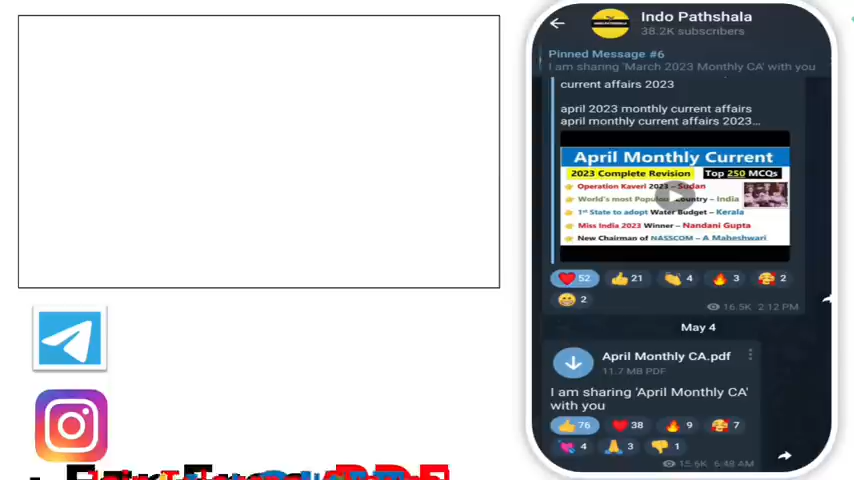 Indo Pathshala
38.2K subscribers
Pinned Message #6
I am sharing 'March 2023 Monthly CA' with you
current affairs 2023
april 2023 monthly current affairs
april monthly current affairs 2023...
April Monthly Current
2023 Complete Revision Top 250 MCQs
Operation Kaveri 2023 – Sudan
World's most Populous Country – India
1st State to adopt Water Budget – Kerala
Miss India 2023 Winner – Nandani Gupta
New Chairman of NASSCOM – A Maheshwari
52 21 4 3 2
2
16.5K 2:12 PM
May 4
April Monthly CA.pdf
11.7 MB PDF
I am sharing 'April Monthly CA'
with you
76 38 9 7
4 3 1
15.6K 6:48 AM
PDF